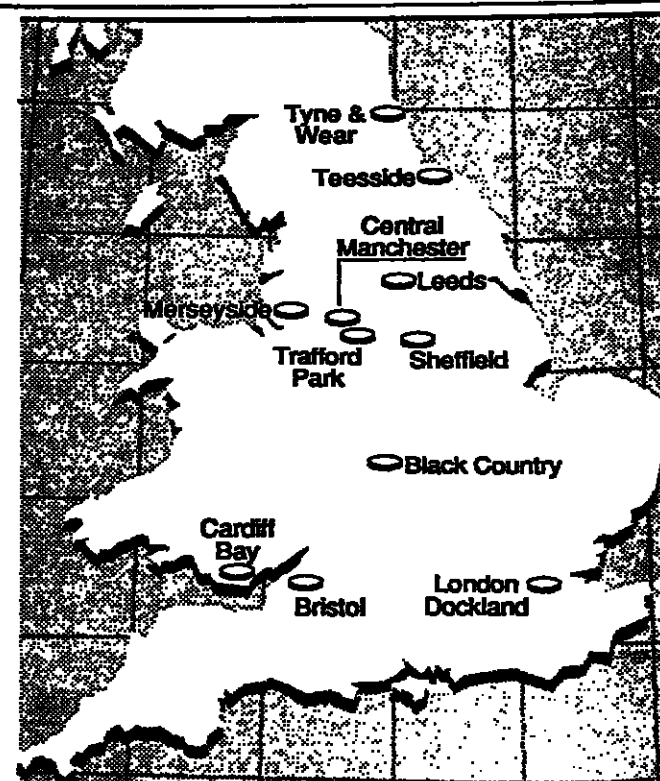 Tyne &
Wear
Teesside
Central
Manchester
Leeds
Merseyside
Trafford
Park
Sheffield
Black Country
Cardiff
Bay
Bristol
London
Dockland